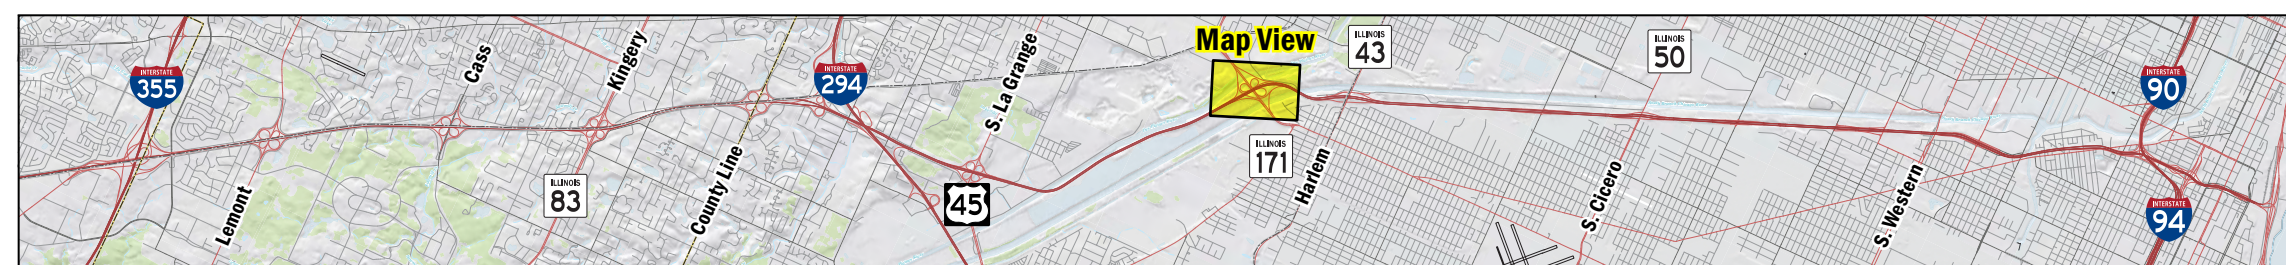 INTERSTATE
355
Lemont
Cass
ILLINOIS
83
Kingery
County Line
INTERSTATE
294
45
S. La Grange
Map View
ILLINOIS
171
Harlem
ILLINOIS
43
S. Cicero
ILLINOIS
50
S. Western
INTERSTATE
90
INTERSTATE
94